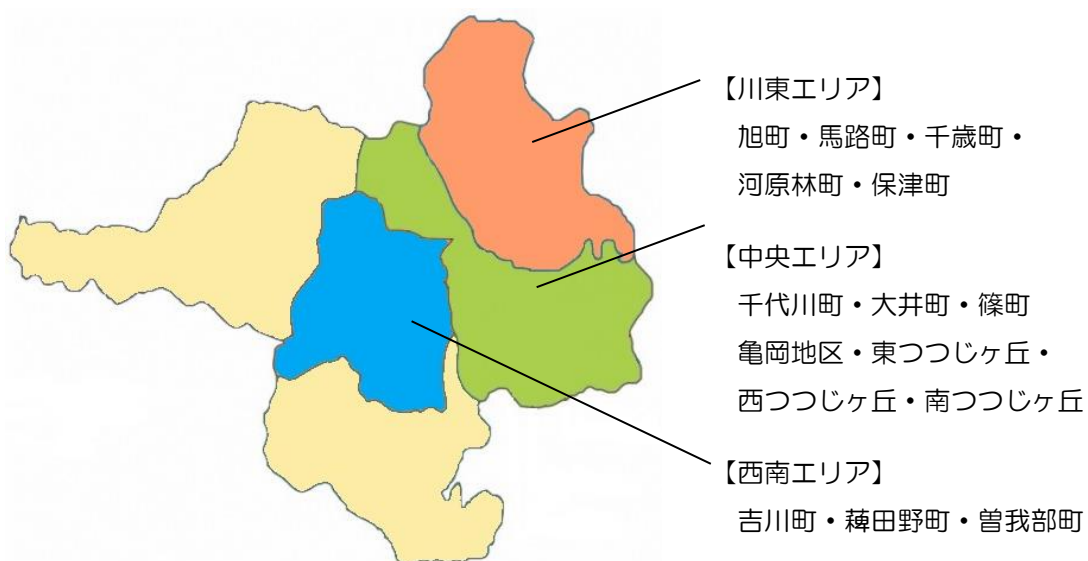 【川東エリア】
旭町・馬路町・千歳町・
河原林町・保津町
【中央エリア】
千代川町・大井町・篠町
亀岡地区・東つつじヶ丘・
西つつじヶ丘・南つつじヶ丘
【西南エリア】
吉川町・薭田野町・曽我部町